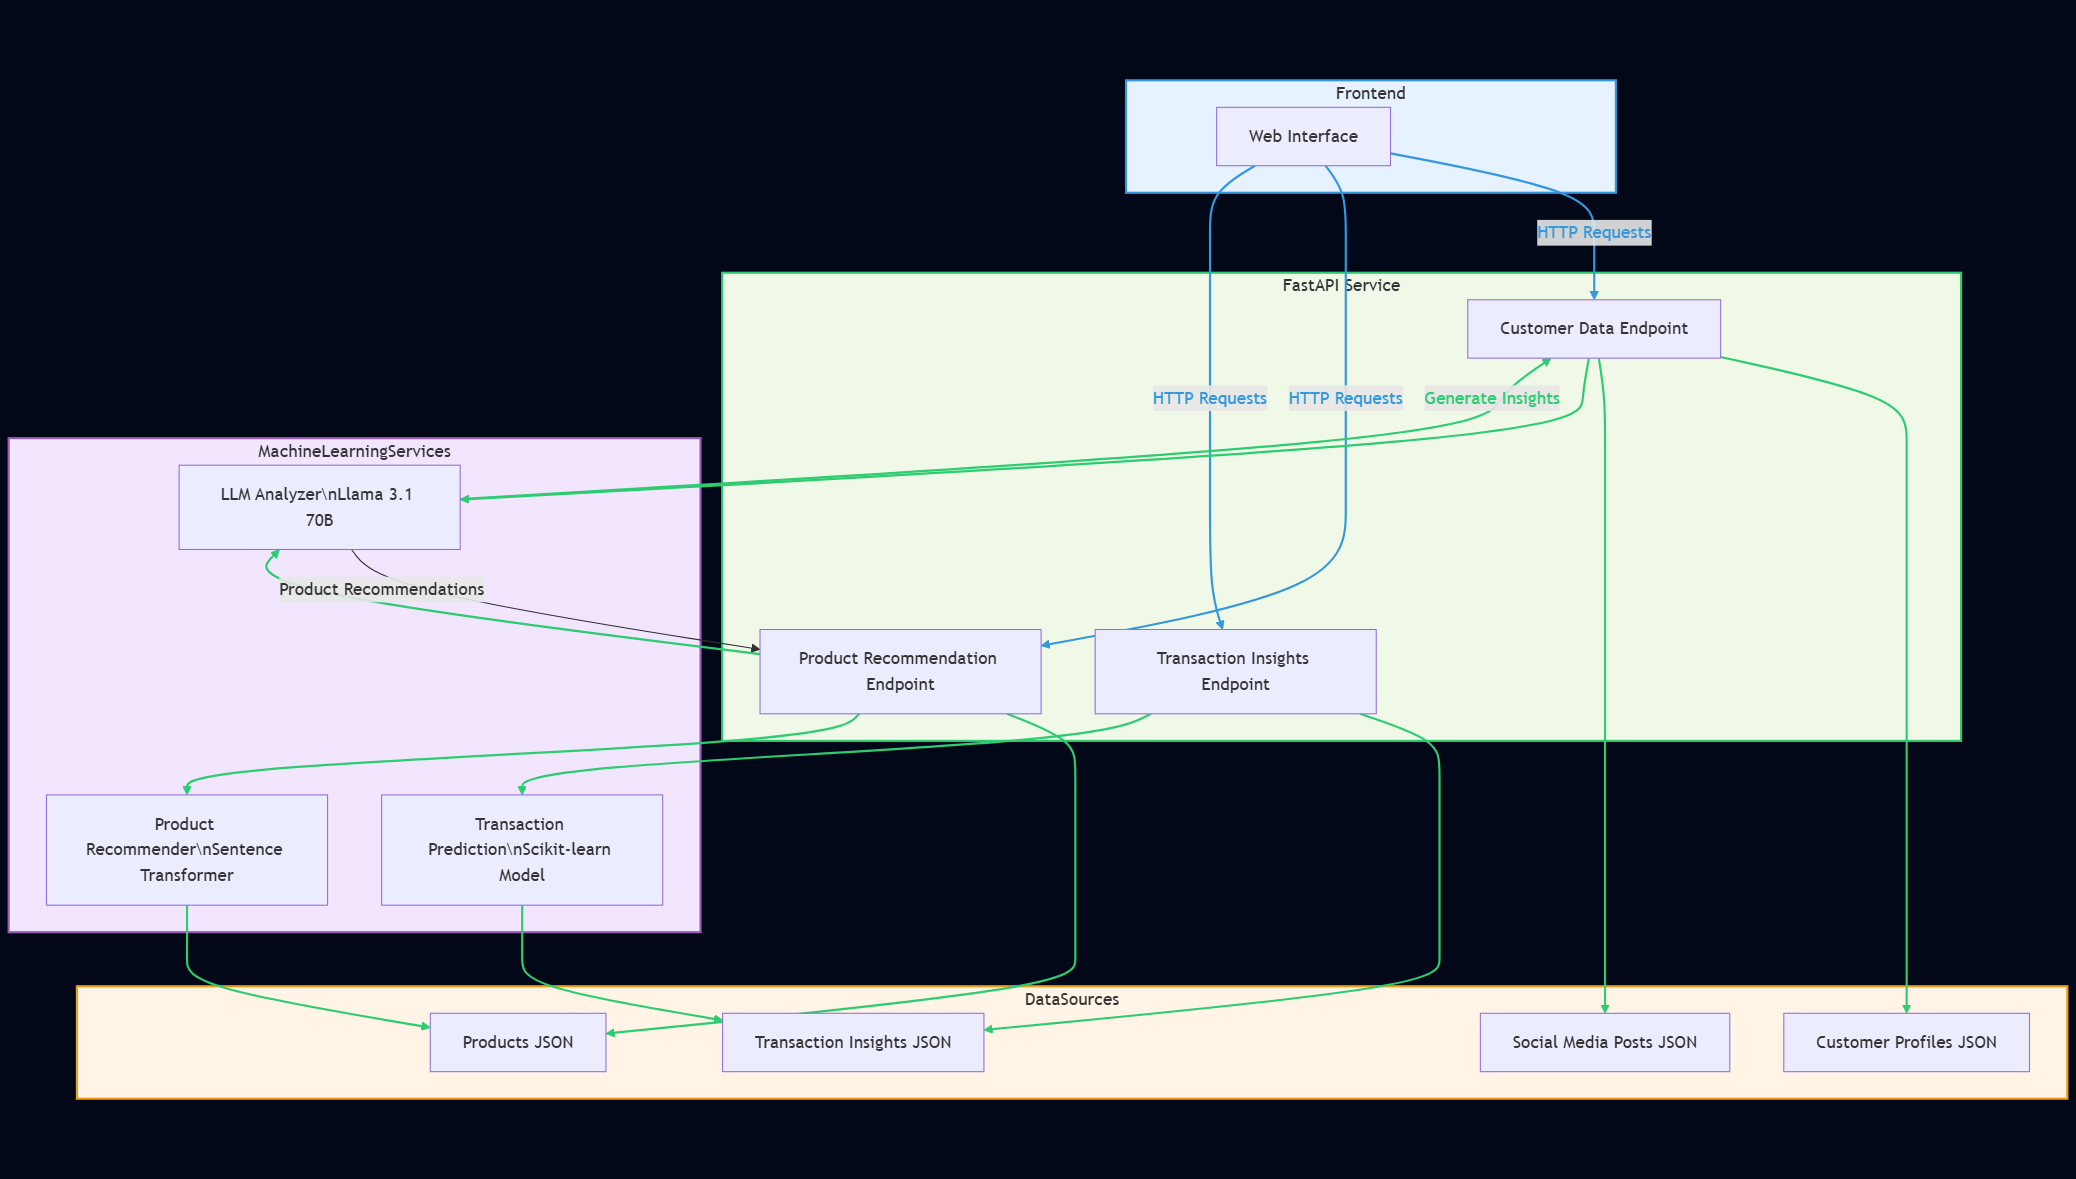 Frontend
Web Interface
HTTP Requests
FastAPI Service
Customer Data Endpoint
HTTP Requests
HTTP Requests
Generate Insights
MachineLearningServices
LLM Analyzer\nLlama 3.1
70B
Product Recommendations
Product Recommendation
Endpoint
Transaction Insights
Endpoint
Product
Recommender\nSentence
Transformer
Transaction
Prediction\nScikit-learn
Model
DataSources
Products JSON
Transaction Insights JSON
Social Media Posts JSON
Customer Profiles JSON